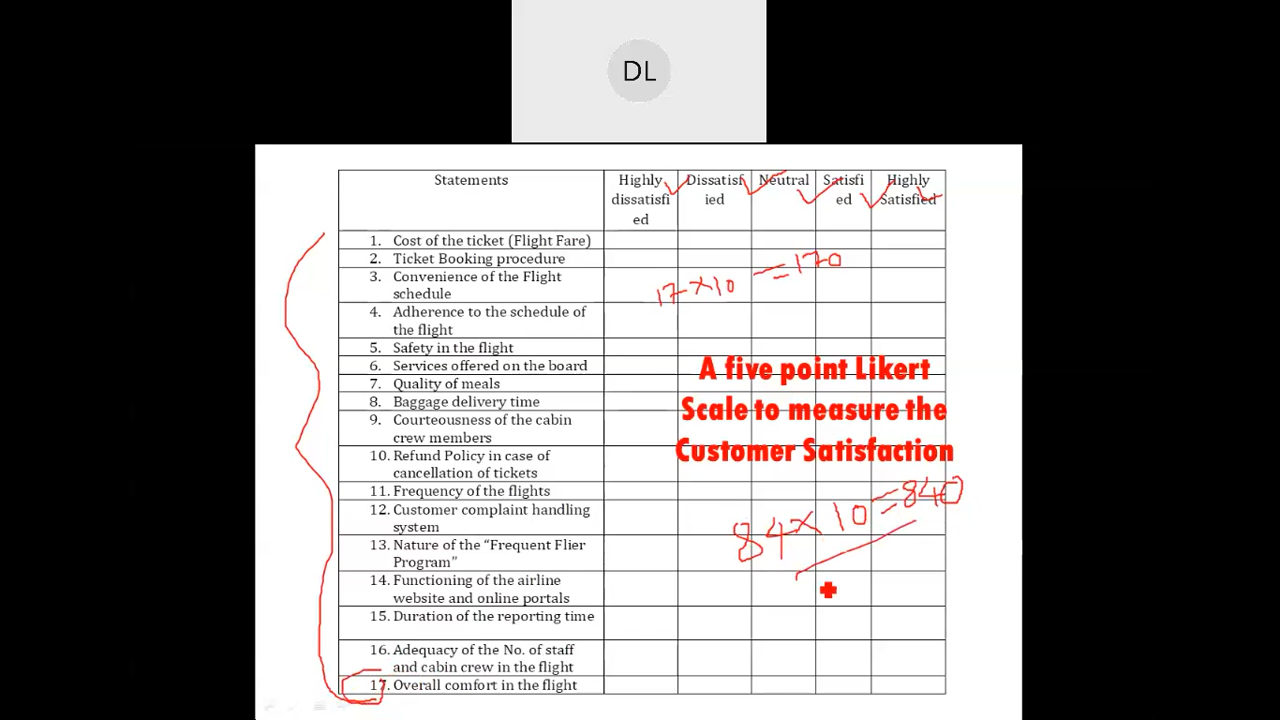 DL
Statements
Highly
dissatisfi
ed
Dissatisf
ied
Neutral
Satisfi
ed
Highly
Satisfied
1. Cost of the ticket (Flight Fare)
2. Ticket Booking procedure
3. Convenience of the Flight
schedule
17 x 10 = 170
4. Adherence to the schedule of
the flight
5. Safety in the flight
6. Services offered on the board
7. Quality of meals
8. Baggage delivery time
9. Courteousness of the cabin
crew members
10. Refund Policy in case of
cancellation of tickets
11. Frequency of the flights
12. Customer complaint handling
system
13. Nature of the “Frequent Flier
Program”
14. Functioning of the airline
website and online portals
15. Duration of the reporting time
16. Adequacy of the No. of staff
and cabin crew in the flight
17. Overall comfort in the flight
A five point Likert
Scale to measure the
Customer Satisfaction
84 x 10 = 840